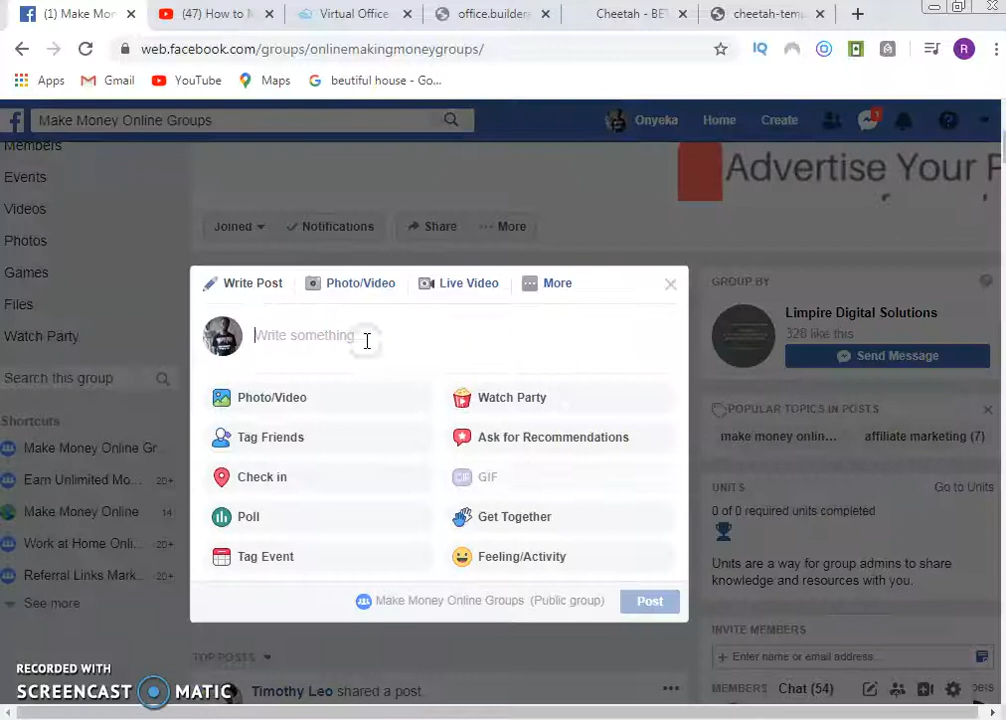 (1) Make Mon
(47) How to M
Virtual Office
office.builder
Cheetah - BE
cheetah-tem
web.facebook.com/groups/onlinemakingmoneygroups/
IQ
R
Apps
Gmail
YouTube
Maps
beutiful house - Go...
Make Money Online Groups
Onyeka
Home
Create
1
Members
Events
Videos
Photos
Games
Files
Watch Party
Search this group
Shortcuts
Make Money Online Gr
Earn Unlimited Mo... 20+
Make Money Online 14
Work at Home Onli... 20+
Referral Links Mark... 20+
See more
Advertise Your P
Joined
Notifications
Share
More
Write Post
Photo/Video
Live Video
More
Write something
Photo/Video
Watch Party
Tag Friends
Ask for Recommendations
Check in
GIF
Poll
Get Together
Tag Event
Feeling/Activity
Make Money Online Groups (Public group)
Post
TOP POSTS
Timothy Leo shared a post.
GROUP BY
Limpire Digital Solutions
328 like this
Send Message
POPULAR TOPICS IN POSTS
make money onlin...
affiliate marketing (7)
UNITS
Go to Units
0 of 0 required units completed
Units are a way for group admins to share
knowledge and resources with you.
INVITE MEMBERS
+ Enter name or email address...
MEMBERS
Chat (54)
RECORDED WITH
SCREENCAST MATIC